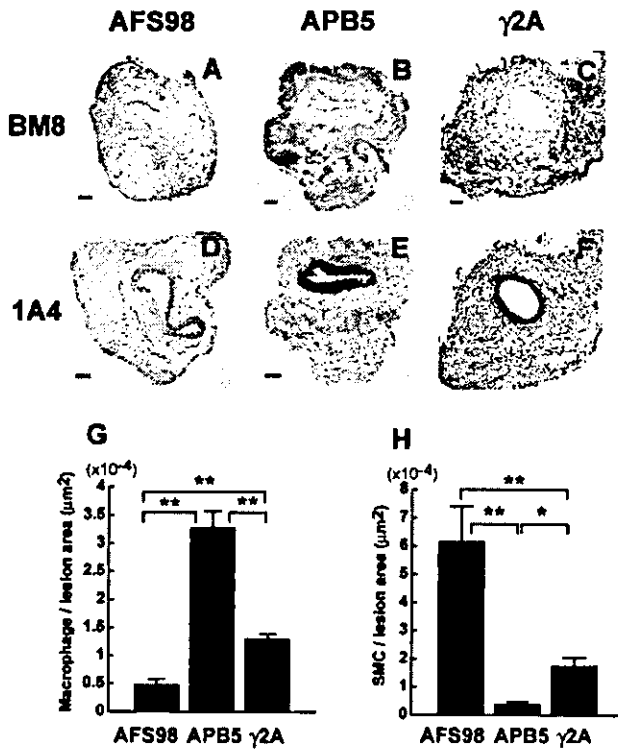 AFS98 APB5 γ2A
BM8 A B C
1A4 D E F
G
(x10-4)
** 
** **
Macrophage / lesion area (μm2)
3.5
3
2.5
2
1.5
1
0.5
0
AFS98 APB5 γ2A
H
(x10-4)
**
** *
SMC / lesion area (μm2)
8
7
6
5
4
3
2
1
0
AFS98 APB5 γ2A